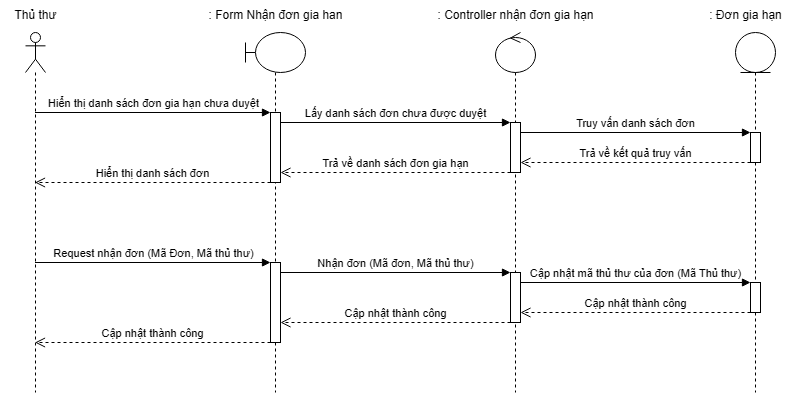 Thủ thư
: Form Nhận đơn gia han
: Controller nhận đơn gia hạn
: Đơn gia hạn
Hiển thị danh sách đơn gia hạn chưa duyệt
Lấy danh sách đơn chưa được duyệt
Truy vấn danh sách đơn
Trả về kết quả truy vấn
Trả về danh sách đơn gia hạn
Hiển thị danh sách đơn
Request nhận đơn (Mã Đơn, Mã thủ thư)
Nhận đơn (Mã đơn, Mã thủ thư)
Cập nhật mã thủ thư của đơn (Mã Thủ thư)
Cập nhật thành công
Cập nhật thành công
Cập nhật thành công